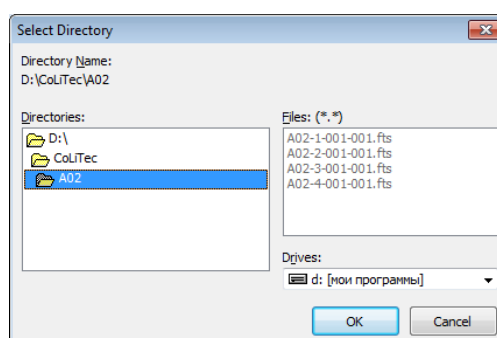 Select Directory
Directory Name:
D:\CoLiTec\A02
Directories:
D:\
CoLiTec
A02
Files: (*.*)
A02-1-001-001.fts
A02-2-001-001.fts
A02-3-001-001.fts
A02-4-001-001.fts
Drives:
d: [мои программы]
OK
Cancel